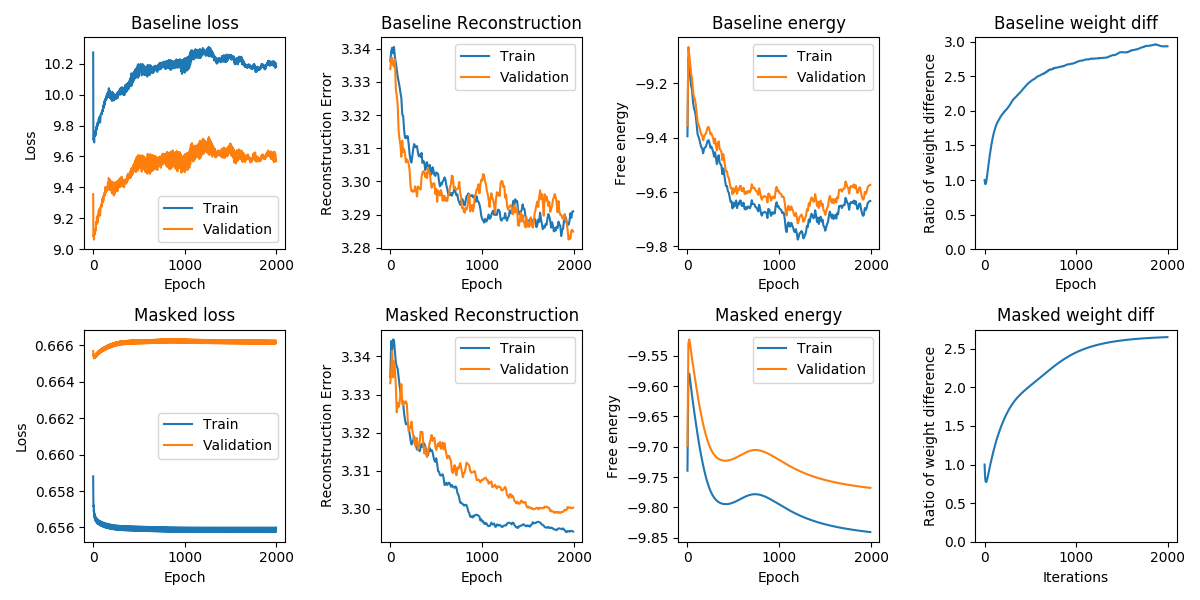 Baseline loss
Loss
10.2
10.0
9.8
9.6
9.4
9.2
9.0
Train
Validation
0 1000 2000
Epoch
Baseline Reconstruction
Reconstruction Error
3.34
3.33
3.32
3.31
3.30
3.29
3.28
Train
Validation
0 1000 2000
Epoch
Baseline energy
Free energy
−9.2
−9.4
−9.6
−9.8
Train
Validation
0 1000 2000
Epoch
Baseline weight diff
Ratio of weight difference
3.0
2.5
2.0
1.5
1.0
0.5
0.0
0 1000 2000
Epoch
Masked loss
Loss
0.666
0.664
0.662
0.660
0.658
0.656
Train
Validation
0 1000 2000
Epoch
Masked Reconstruction
Reconstruction Error
3.34
3.33
3.32
3.31
3.30
Train
Validation
0 1000 2000
Epoch
Masked energy
Free energy
−9.55
−9.60
−9.65
−9.70
−9.75
−9.80
−9.85
Train
Validation
0 1000 2000
Epoch
Masked weight diff
Ratio of weight difference
2.5
2.0
1.5
1.0
0.5
0.0
0 1000 2000
Iterations